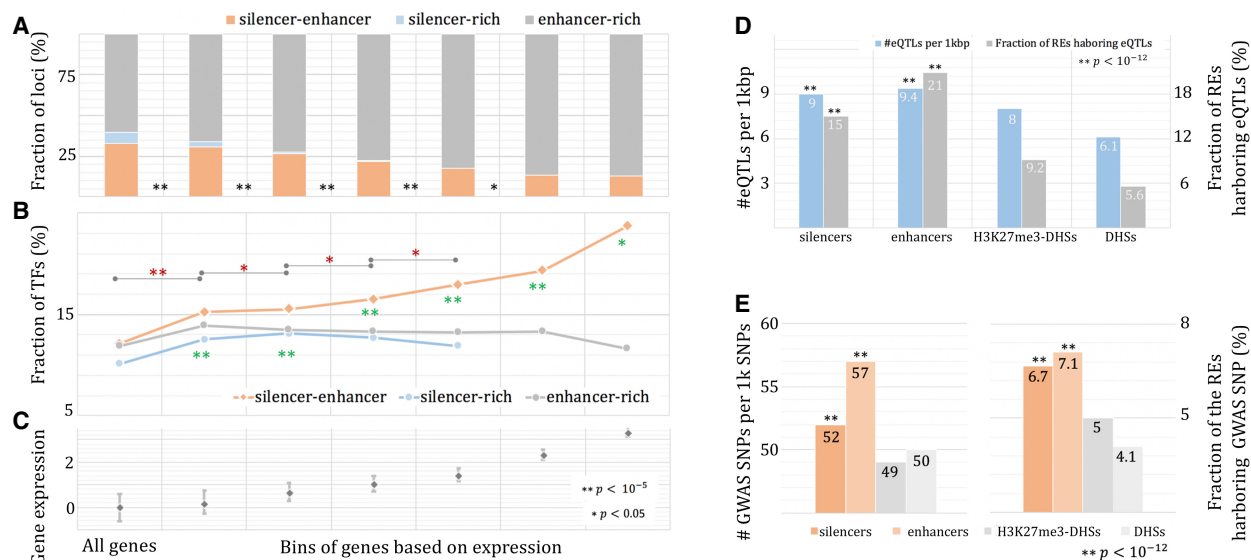 A
silencer-enhancer silencer-rich enhancer-rich
Fraction of loci (%)
75
25
** ** ** ** *
B
Fraction of TFs (%)
15
5
** * * *
** ** ** ** ** *
silencer-enhancer silencer-rich enhancer-rich
C
Gene expression
2
0
** p < 10⁻⁵
* p < 0.05
All genes Bins of genes based on expression
D
#eQTLs per 1kbp Fraction of REs haboring eQTLs
** p < 10⁻¹²
#eQTLs per 1kbp
9
6
3
** ** ** **
9 15 9.4 21 8 9.2 6.1 5.6
18
12
6
Fraction of REs
harboring eQTLs (%)
silencers enhancers H3K27me3-DHSs DHSs
E
# GWAS SNPs per 1k SNPs
60
55
50
** **
52 57 49 50
** **
6.7 7.1 5 4.1
8
5
Fraction of the REs
harboring GWAS SNP (%)
silencers enhancers H3K27me3-DHSs DHSs
** p < 10⁻¹²